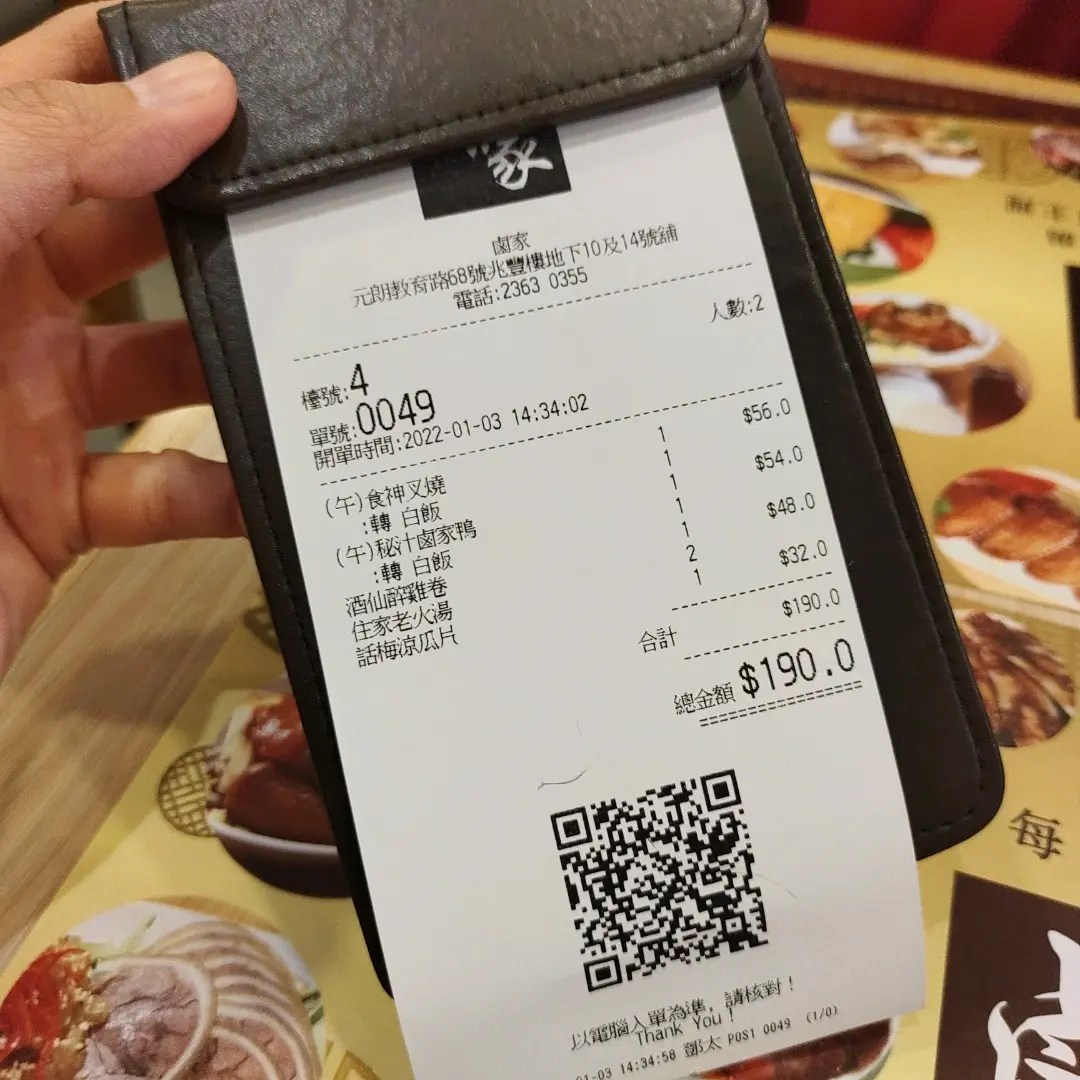 家
鹵家
元朗教育路68號兆豐樓地下10及14號舖
電話:2363 0355
人數:2
檯號:4
單號:0049
開單時間:2022-01-03 14:34:02
(午)食神叉燒 1 $56.0
:轉 白飯 1
(午)秘汁鹵家鴨 1 $54.0
:轉 白飯 1
酒仙醉雞卷 1 $48.0
住家老火湯 2
話梅涼瓜片 1 $32.0
合計 $190.0
總金額 $190.0
以電腦入單為準，請核對！
Thank You！
01-03 14:34:58 鄧太 POS1 0049 (1/0)
每